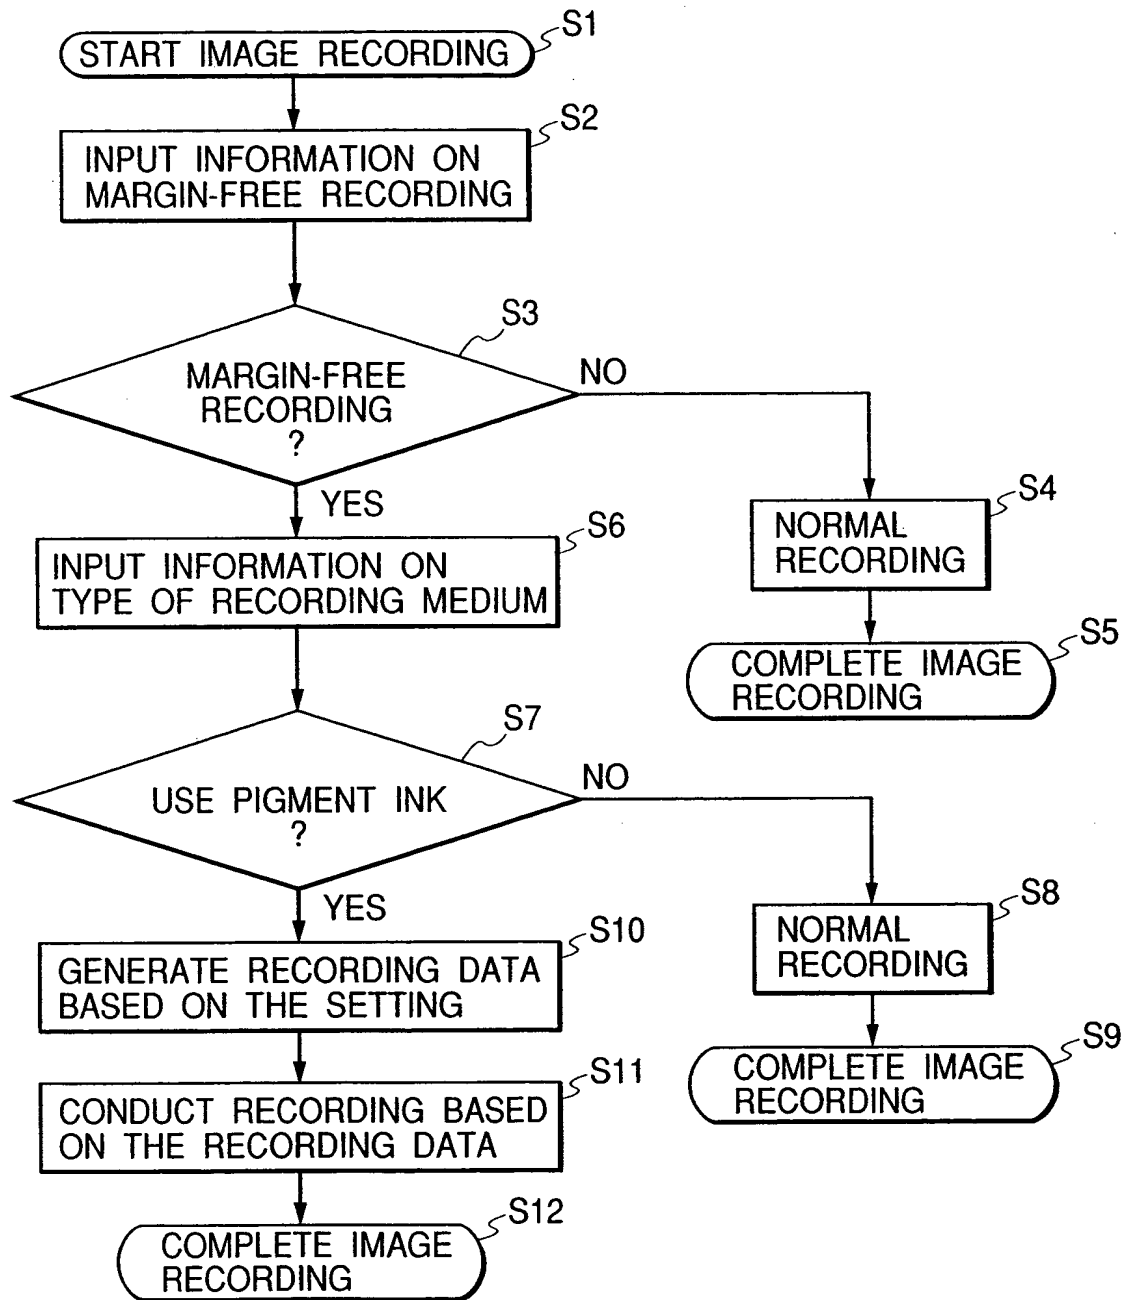 START IMAGE RECORDING
S1
INPUT INFORMATION ON
MARGIN-FREE RECORDING
S2
MARGIN-FREE
RECORDING
?
S3
NO
YES
NORMAL
RECORDING
S4
COMPLETE IMAGE
RECORDING
S5
INPUT INFORMATION ON
TYPE OF RECORDING MEDIUM
S6
USE PIGMENT INK
?
S7
NO
YES
NORMAL
RECORDING
S8
COMPLETE IMAGE
RECORDING
S9
GENERATE RECORDING DATA
BASED ON THE SETTING
S10
CONDUCT RECORDING BASED
ON THE RECORDING DATA
S11
COMPLETE IMAGE
RECORDING
S12